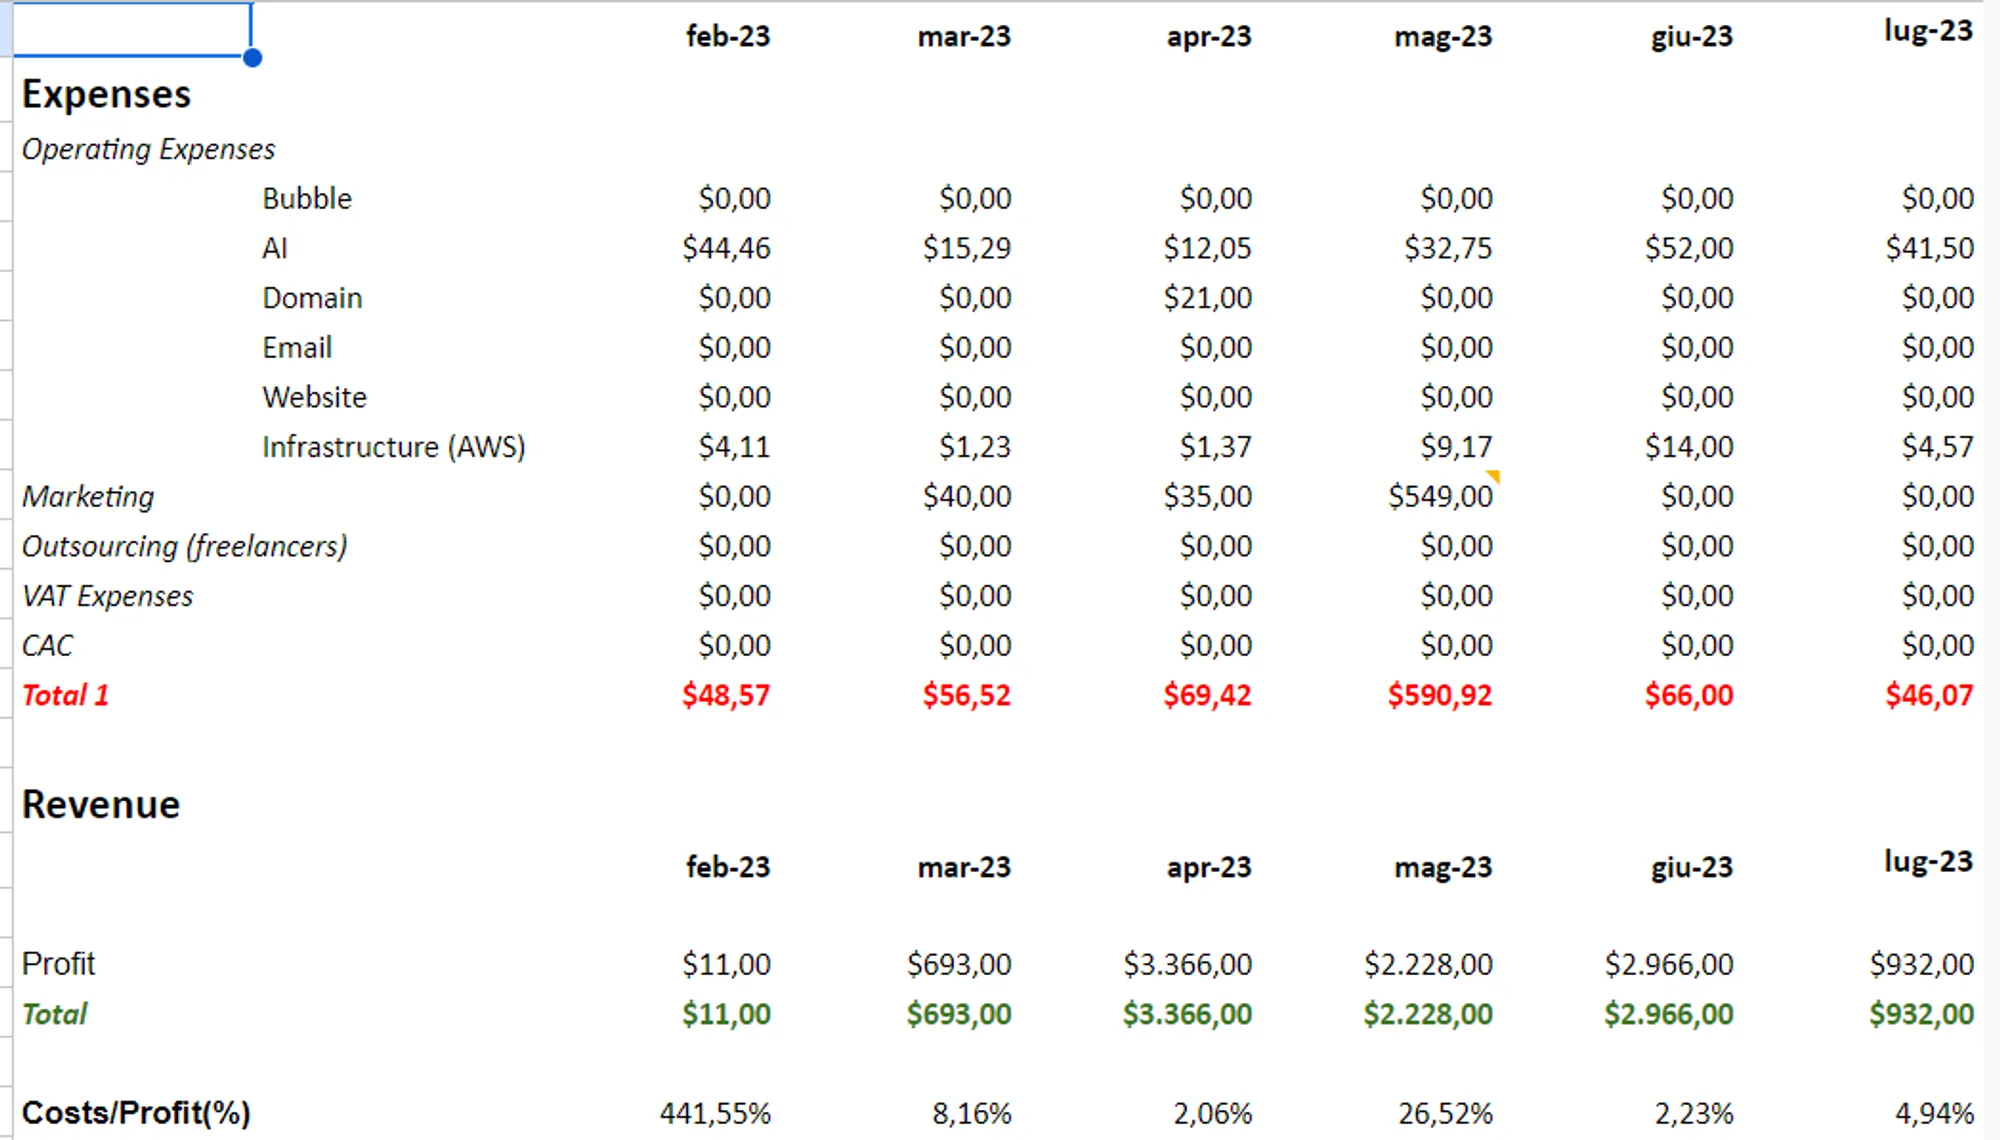 feb-23 mar-23 apr-23 mag-23 giu-23 lug-23
Expenses
Operating Expenses
Bubble $0,00 $0,00 $0,00 $0,00 $0,00 $0,00
AI $44,46 $15,29 $12,05 $32,75 $52,00 $41,50
Domain $0,00 $0,00 $21,00 $0,00 $0,00 $0,00
Email $0,00 $0,00 $0,00 $0,00 $0,00 $0,00
Website $0,00 $0,00 $0,00 $0,00 $0,00 $0,00
Infrastructure (AWS) $4,11 $1,23 $1,37 $9,17 $14,00 $4,57
Marketing $0,00 $40,00 $35,00 $549,00 $0,00 $0,00
Outsourcing (freelancers) $0,00 $0,00 $0,00 $0,00 $0,00 $0,00
VAT Expenses $0,00 $0,00 $0,00 $0,00 $0,00 $0,00
CAC $0,00 $0,00 $0,00 $0,00 $0,00 $0,00
Total 1 $48,57 $56,52 $69,42 $590,92 $66,00 $46,07
Revenue
feb-23 mar-23 apr-23 mag-23 giu-23 lug-23
Profit $11,00 $693,00 $3.366,00 $2.228,00 $2.966,00 $932,00
Total $11,00 $693,00 $3.366,00 $2.228,00 $2.966,00 $932,00
Costs/Profit(%) 441,55% 8,16% 2,06% 26,52% 2,23% 4,94%